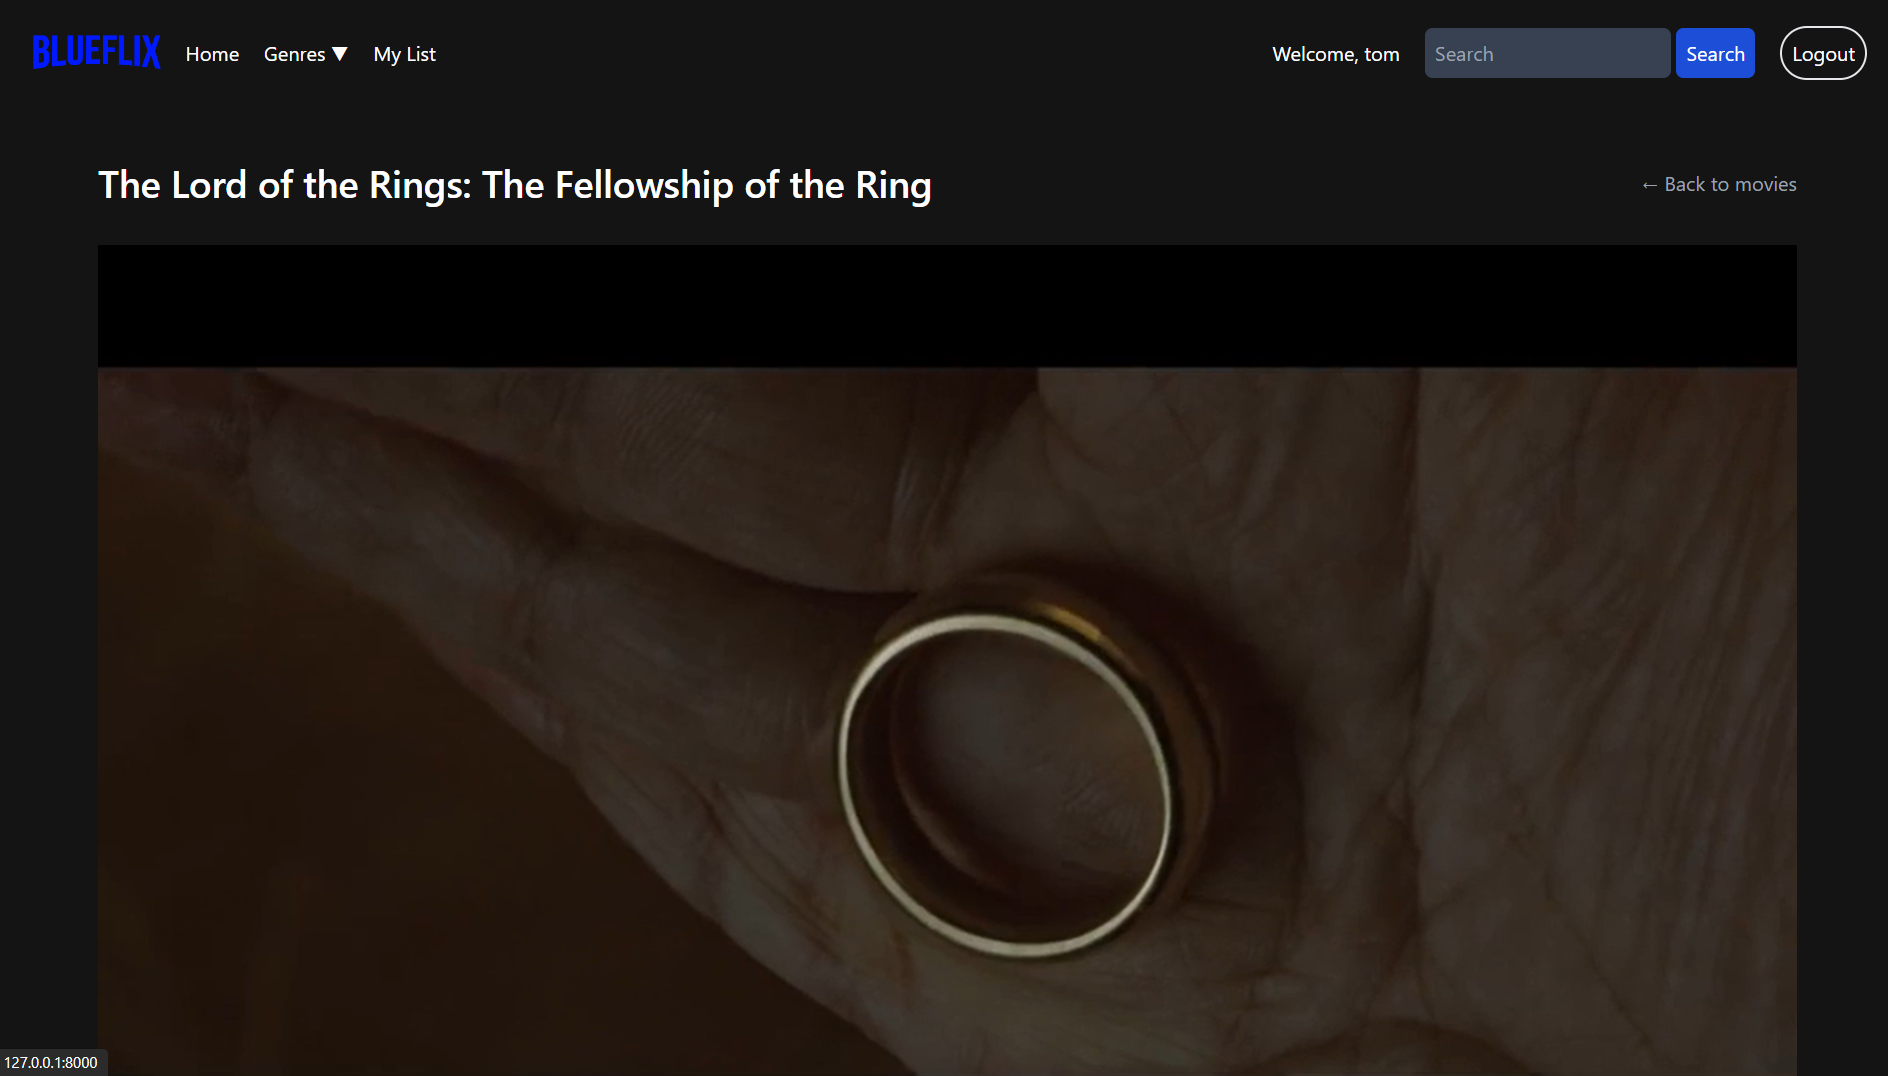 BLUEFLIX Home Genres ▼ My List Welcome, tom Search Search Logout
The Lord of the Rings: The Fellowship of the Ring ← Back to movies
127.0.0.1:8000